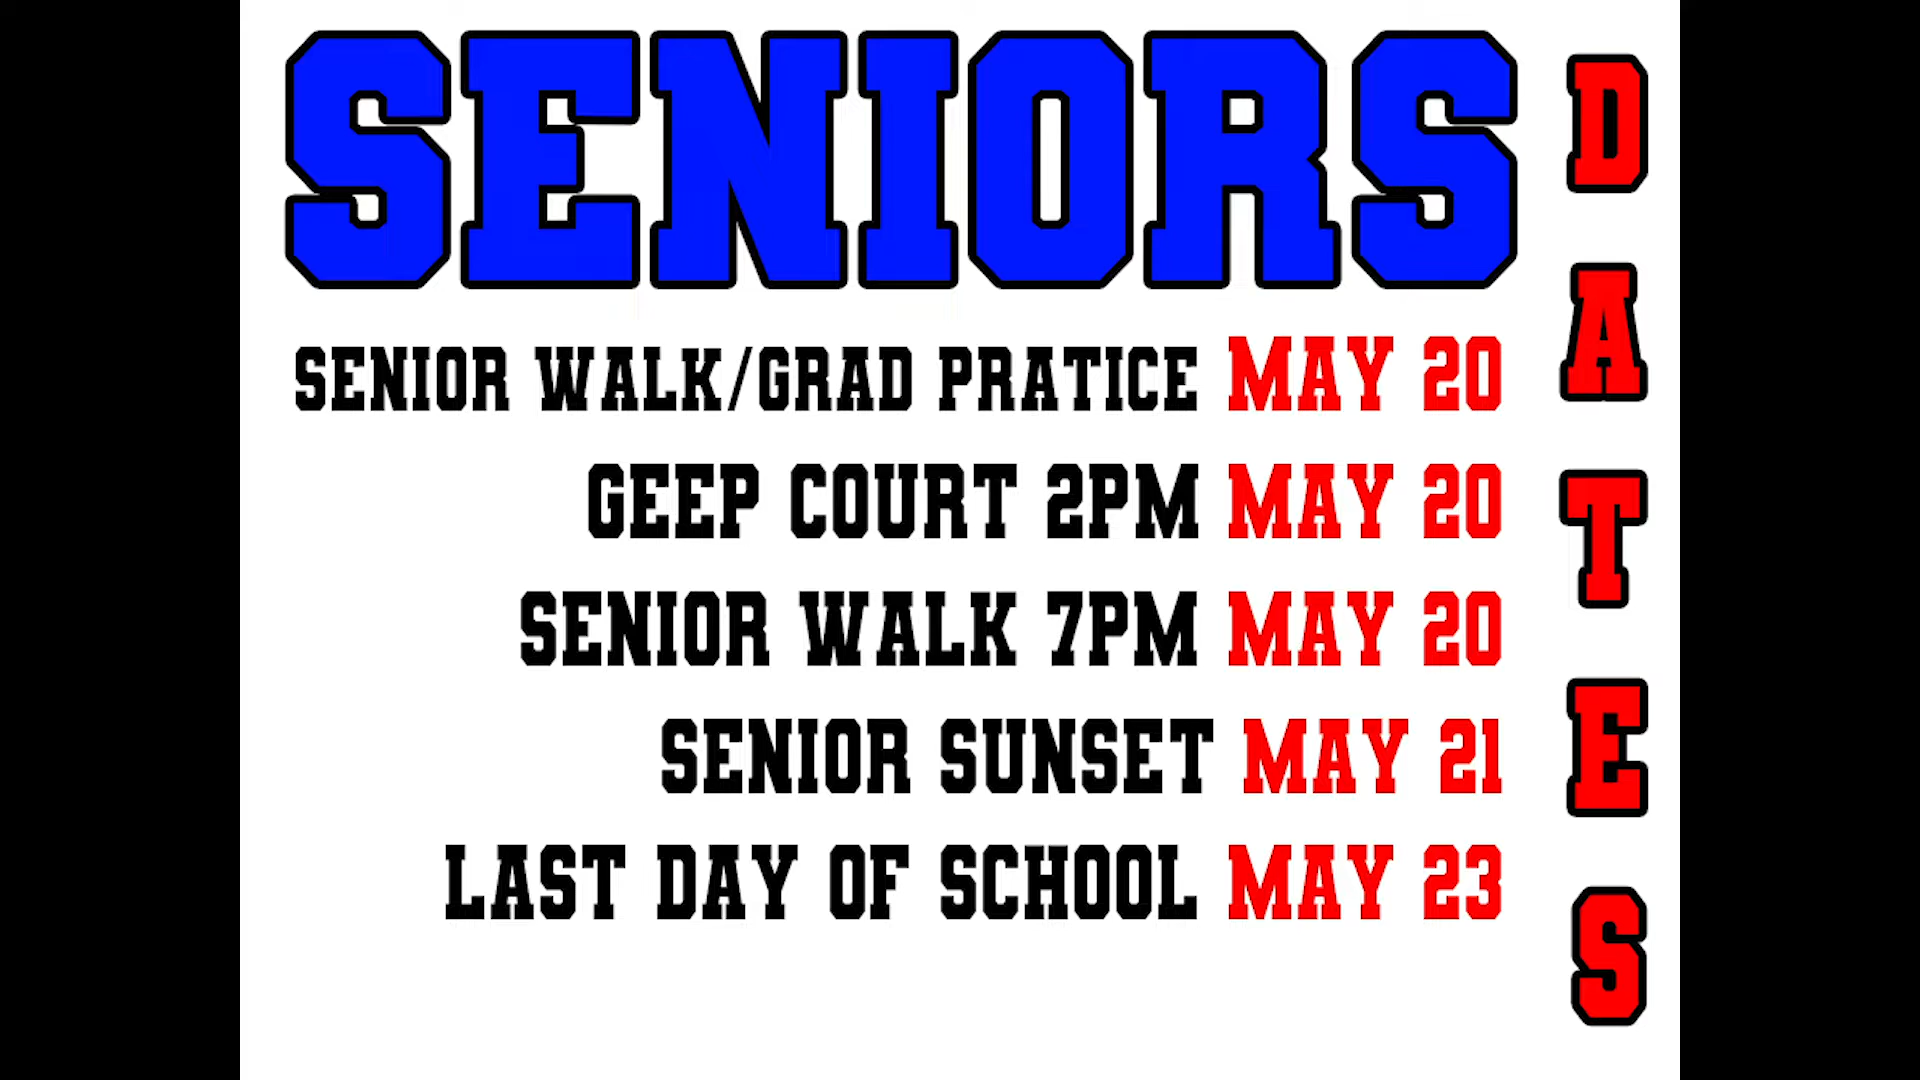 SENIORS
DATES
SENIOR WALK/GRAD PRATICE MAY 20
GEEP COURT 2PM MAY 20
SENIOR WALK 7PM MAY 20
SENIOR SUNSET MAY 21
LAST DAY OF SCHOOL MAY 23